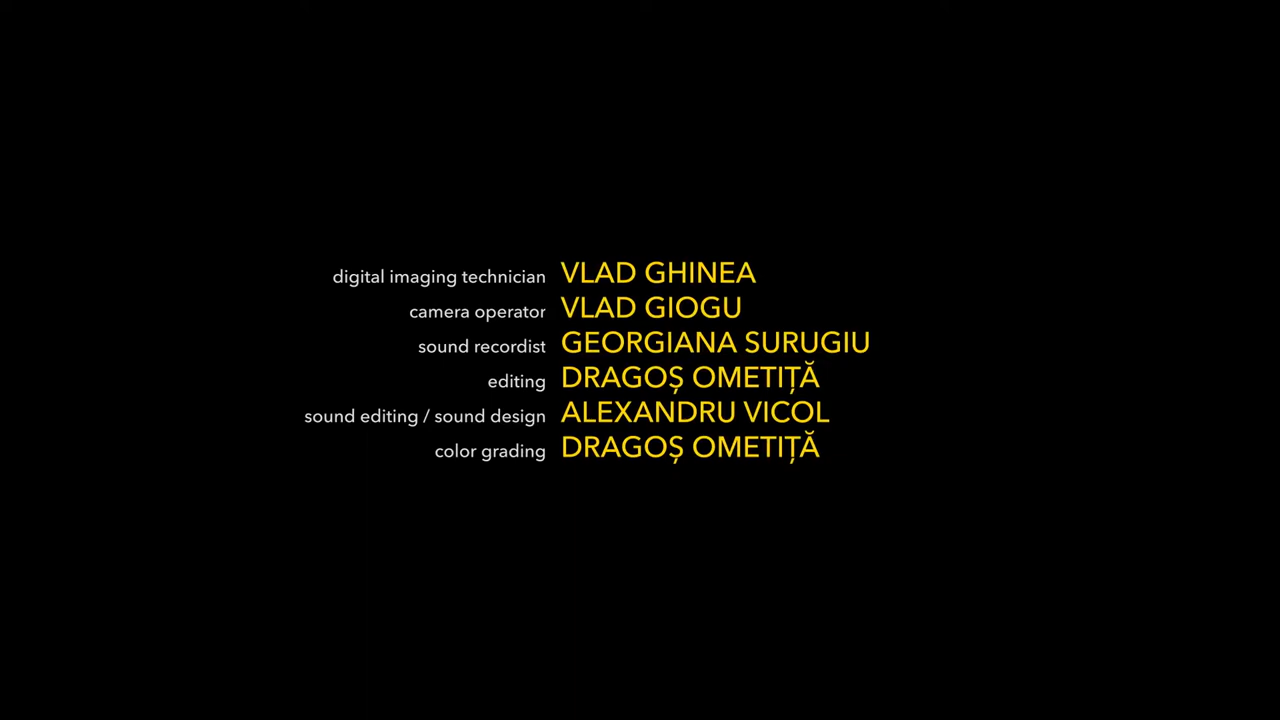 digital imaging technician VLAD GHINEA
camera operator VLAD GIOGU
sound recordist GEORGIANA SURUGIU
editing DRAGOȘ OMETIȚĂ
sound editing / sound design ALEXANDRU VICOL
color grading DRAGOȘ OMETIȚĂ